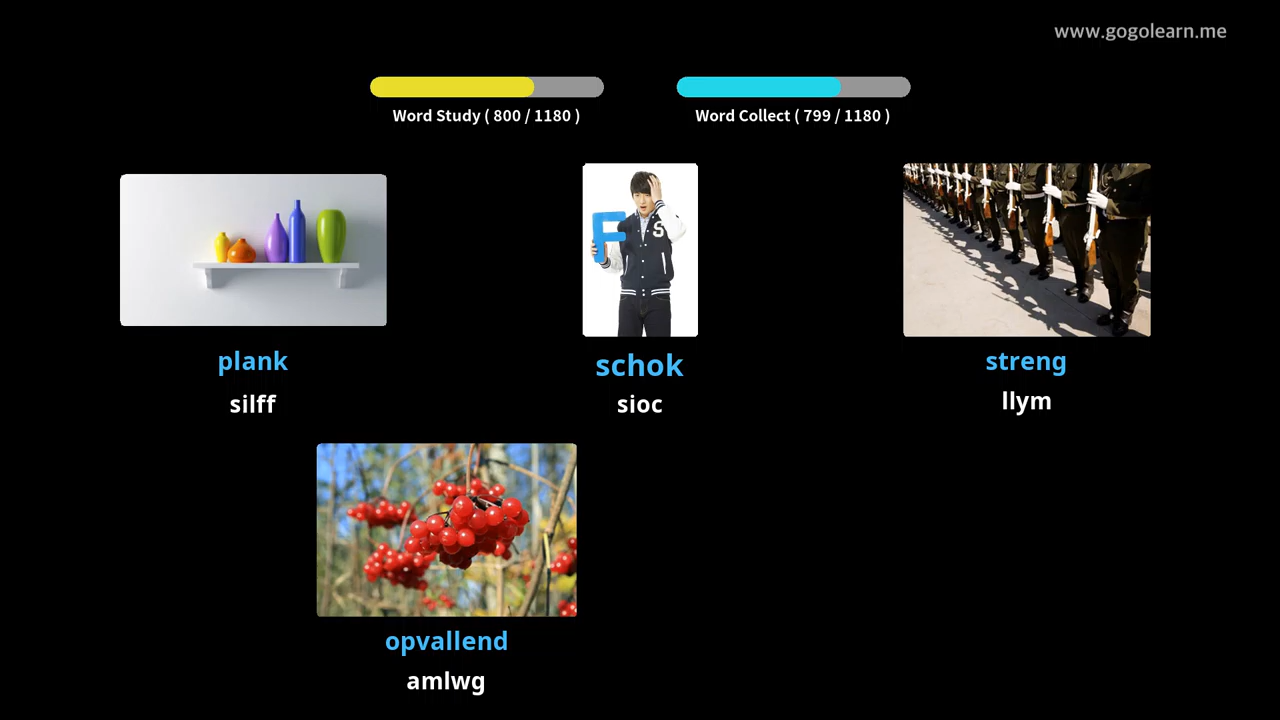 www.gogolearn.me
Word Study ( 800 / 1180 )
Word Collect ( 799 / 1180 )
F
S
plank
schok
streng
silff
sioc
llym
opvallend
amlwg